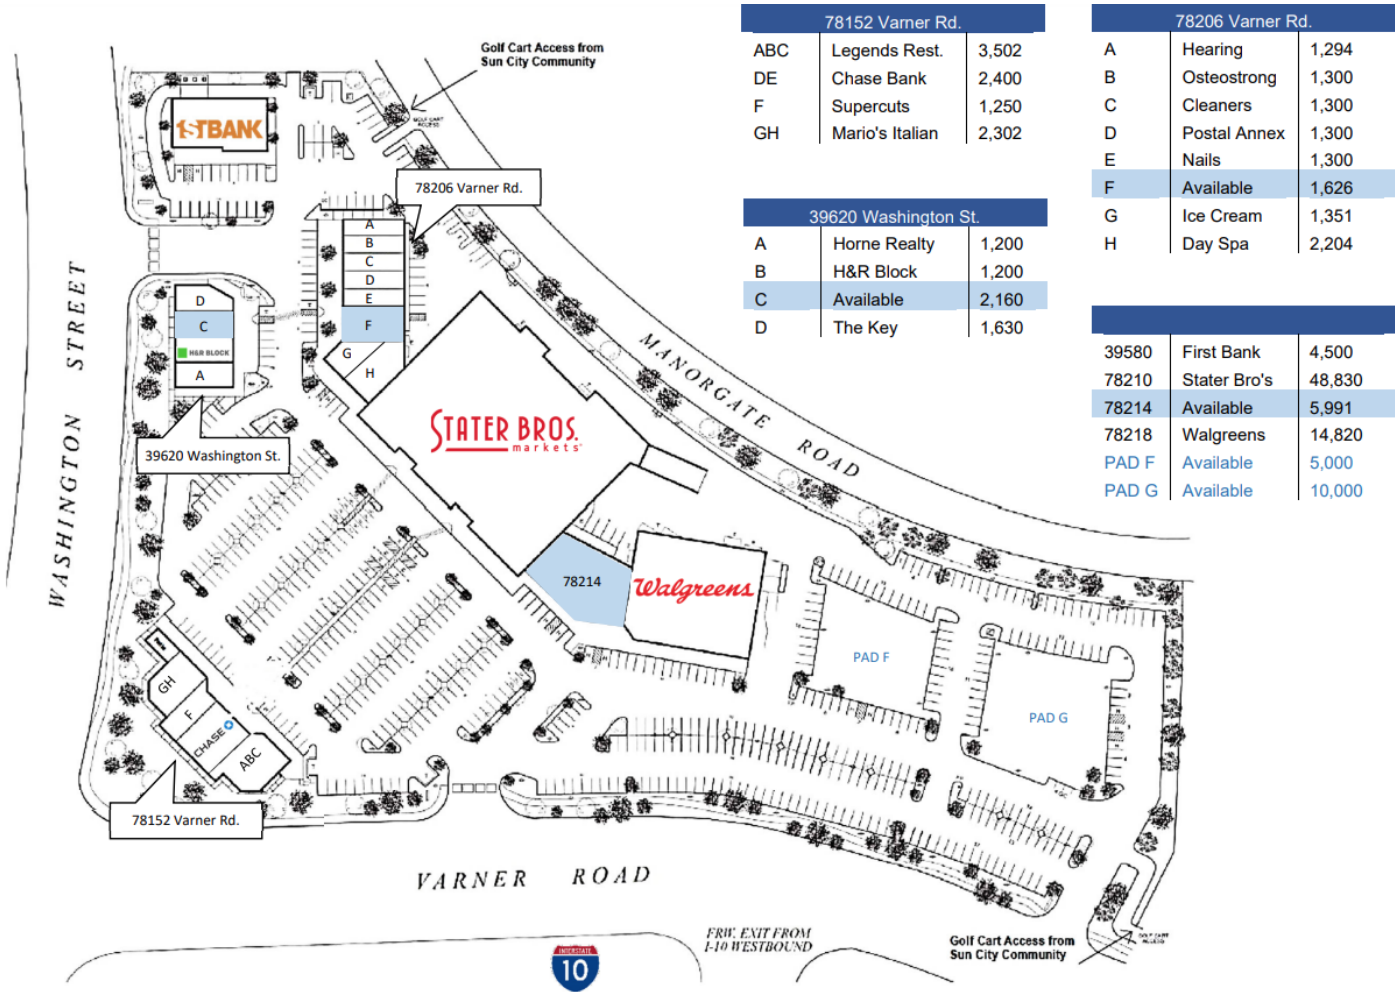 Golf Cart Access from
Sun City Community
GOLF CART
ACCESS
78152 Varner Rd.
ABC Legends Rest. 3,502
DE Chase Bank 2,400
F Supercuts 1,250
GH Mario's Italian 2,302
78206 Varner Rd.
A Hearing 1,294
B Osteostrong 1,300
C Cleaners 1,300
D Postal Annex 1,300
E Nails 1,300
F Available 1,626
G Ice Cream 1,351
H Day Spa 2,204
39620 Washington St.
A Horne Realty 1,200
B H&R Block 1,200
C Available 2,160
D The Key 1,630
39580 First Bank 4,500
78210 Stater Bro's 48,830
78214 Available 5,991
78218 Walgreens 14,820
PAD F Available 5,000
PAD G Available 10,000
1STBANK
78206 Varner Rd.
A
B
C
D
E
F
G
H
D
C
H&R BLOCK
A
39620 Washington St.
WASHINGTON STREET
MANORGATE ROAD
STATER BROS.
markets
78214
Walgreens
PAD F
PAD G
GH
F
CHASE
ABC
78152 Varner Rd.
VARNER ROAD
FRW. EXIT FROM
I-10 WESTBOUND
INTERSTATE
10
Golf Cart Access from
Sun City Community
GOLF CART
ACCESS